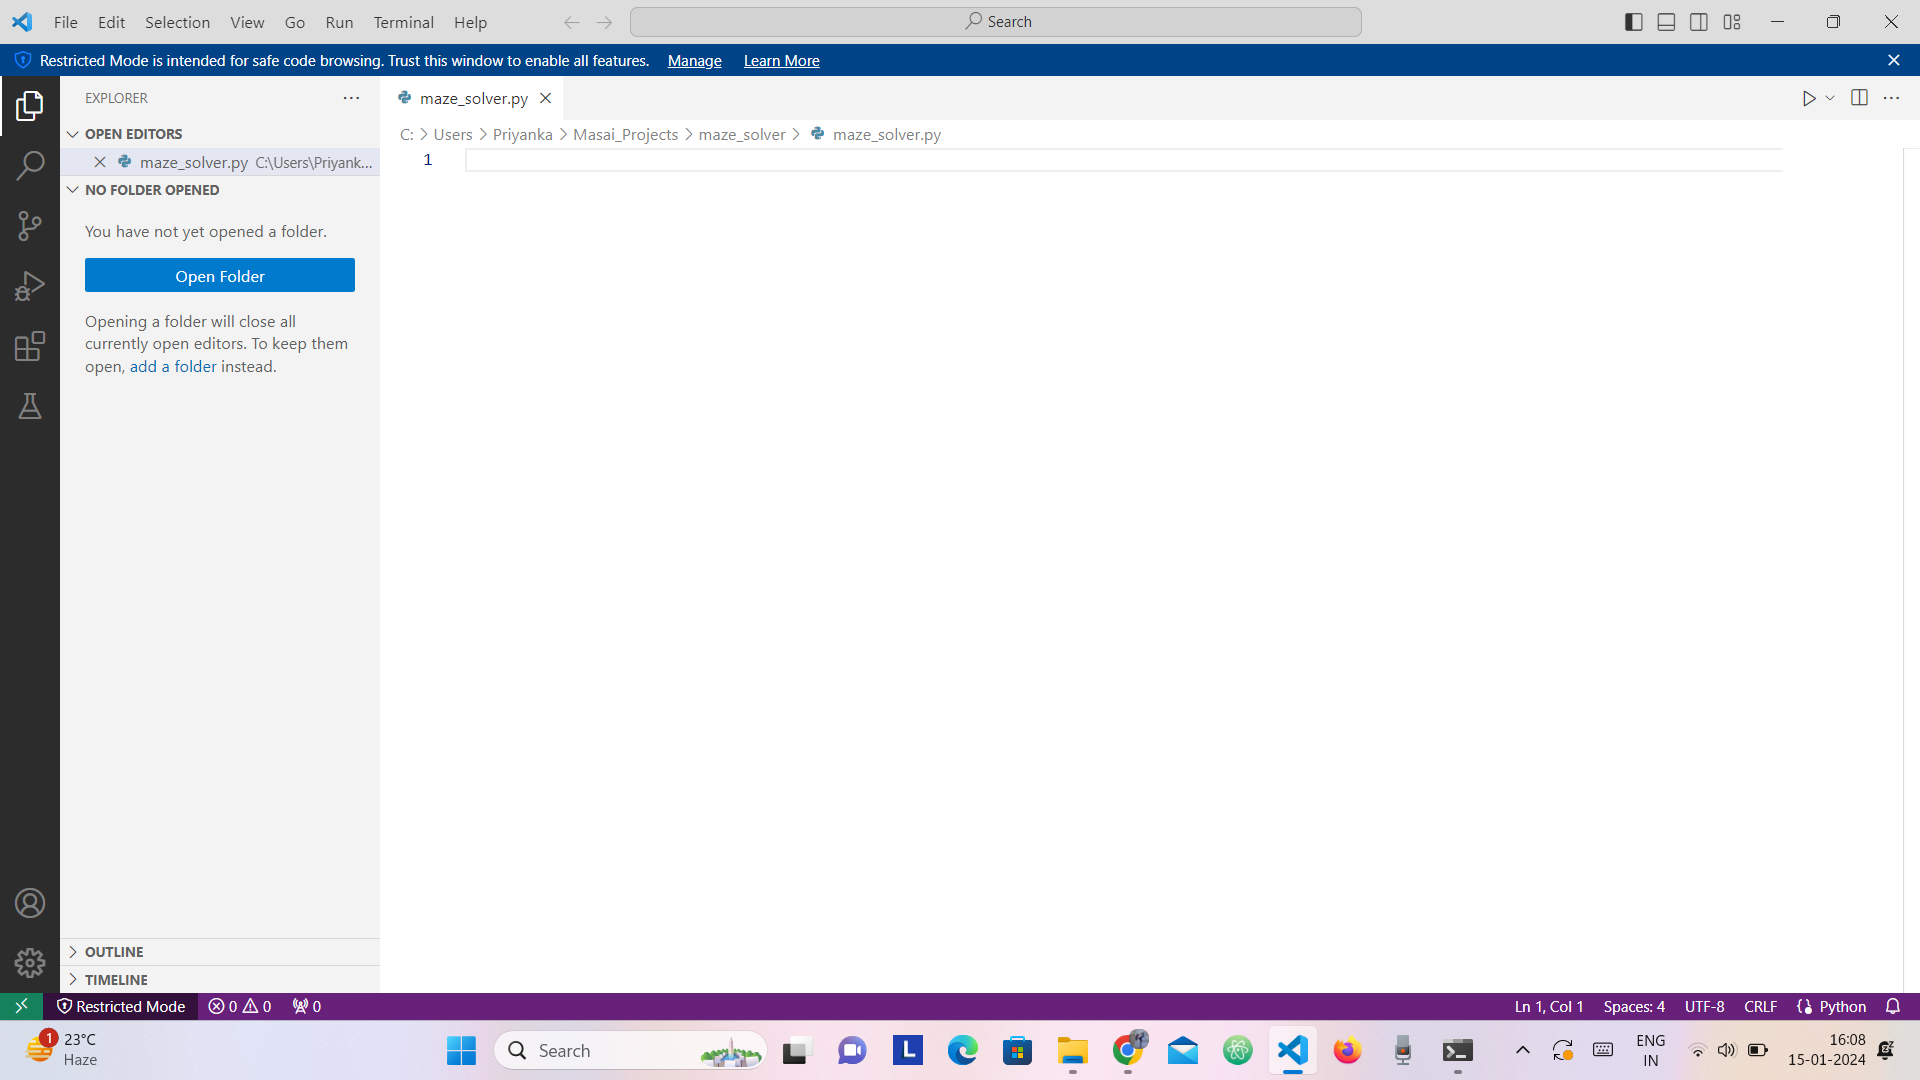 File Edit Selection View Go Run Terminal Help
Search
Restricted Mode is intended for safe code browsing. Trust this window to enable all features. Manage Learn More
EXPLORER
OPEN EDITORS
maze_solver.py C:\Users\Priyank...
NO FOLDER OPENED
You have not yet opened a folder.
Open Folder
Opening a folder will close all
currently open editors. To keep them
open, add a folder instead.
OUTLINE
TIMELINE
maze_solver.py
C: > Users > Priyanka > Masai_Projects > maze_solver > maze_solver.py
1
Restricted Mode 0 0 0
Ln 1, Col 1 Spaces: 4 UTF-8 CRLF Python
1
23°C
Haze
Search
L
ENG
IN
16:08
15-01-2024